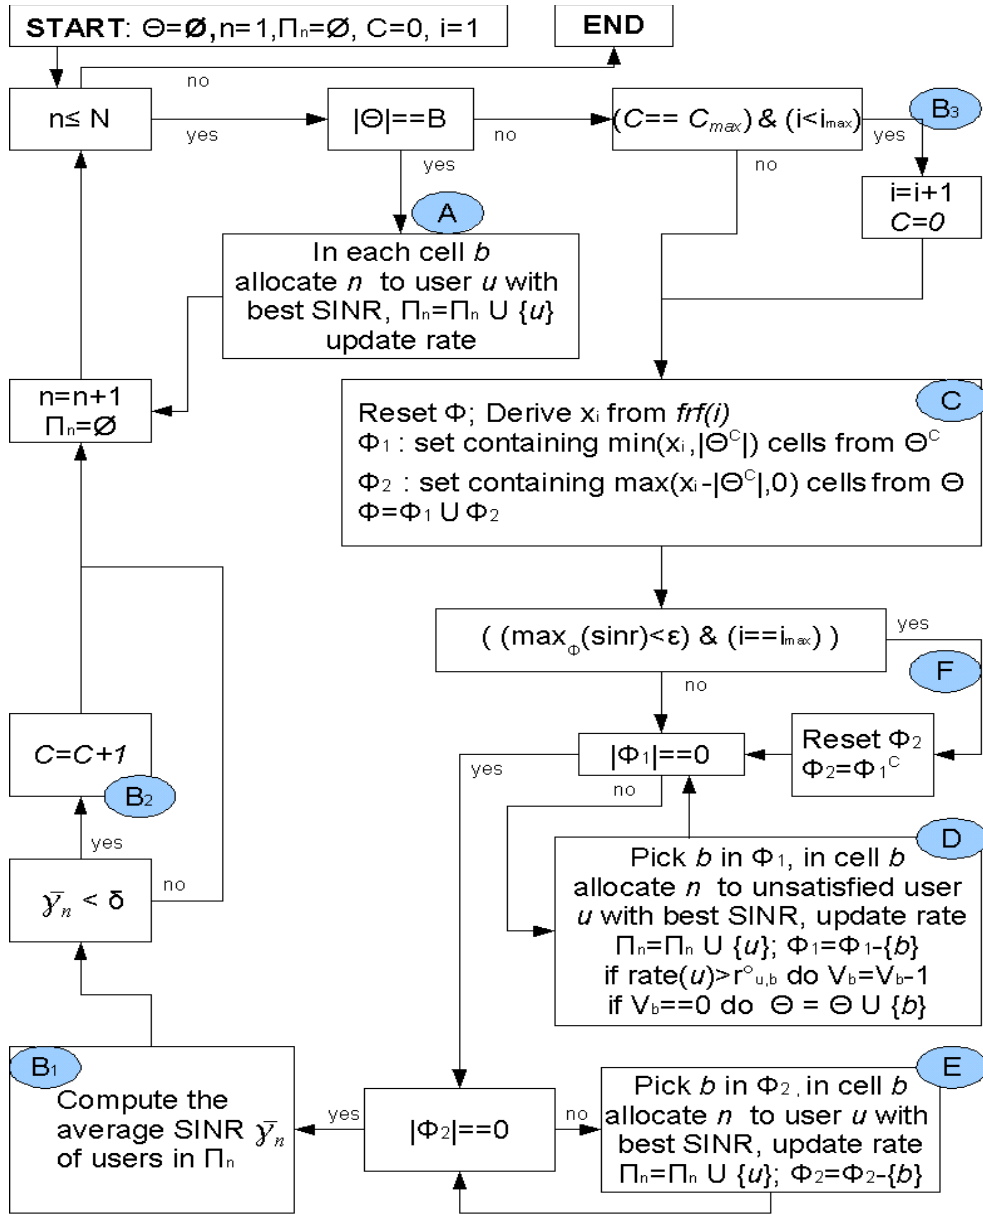 START: Θ=Ø,n=1,Πn=Ø, C=0, i=1
END
no
n≤ N
yes
|Θ|==B
no
(C== Cmax) & (i<imax)
B3
yes
yes
no
i=i+1
C=0
A
In each cell b
allocate n to user u with
best SINR, Πn=Πn U {u}
update rate
n=n+1
Πn=Ø
C
Reset Φ; Derive xi from frf(i)
Φ1 : set containing min(xi,|Θ^C|) cells from Θ^C
Φ2 : set containing max(xi-|Θ^C|,0) cells from Θ
Φ=Φ1 U Φ2
( (maxΦ(sinr)<ε) & (i==imax) )
yes
no
F
C=C+1
B2
|Φ1|==0
Reset Φ2
Φ2=Φ1^C
yes
no
yes
γ̄n < δ
no
D
Pick b in Φ1, in cell b
allocate n to unsatisfied user
u with best SINR, update rate
Πn=Πn U {u}; Φ1=Φ1-{b}
if rate(u)>r°u,b do Vb=Vb-1
if Vb==0 do Θ = Θ U {b}
B1
Compute the
average SINR γ̄n
of users in Πn
yes
|Φ2|==0
no
E
Pick b in Φ2, in cell b
allocate n to user u with
best SINR, update rate
Πn=Πn U {u}; Φ2=Φ2-{b}